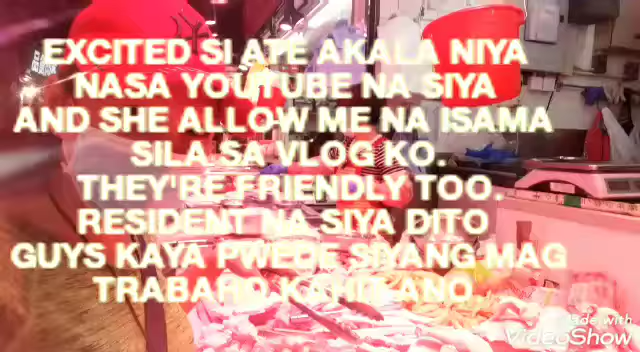 EXCITED SI ATE AKALA NIYA
NASA YOUTUBE NA SIYA
AND SHE ALLOW ME NA ISAMA
SILA SA VLOG KO.
THEY'RE FRIENDLY TOO.
RESIDENT NA SIYA DITO
GUYS KAYA PWEDE SIYANG MAG
TRABAHO KAHIT ANO.
Made with
VideoShow